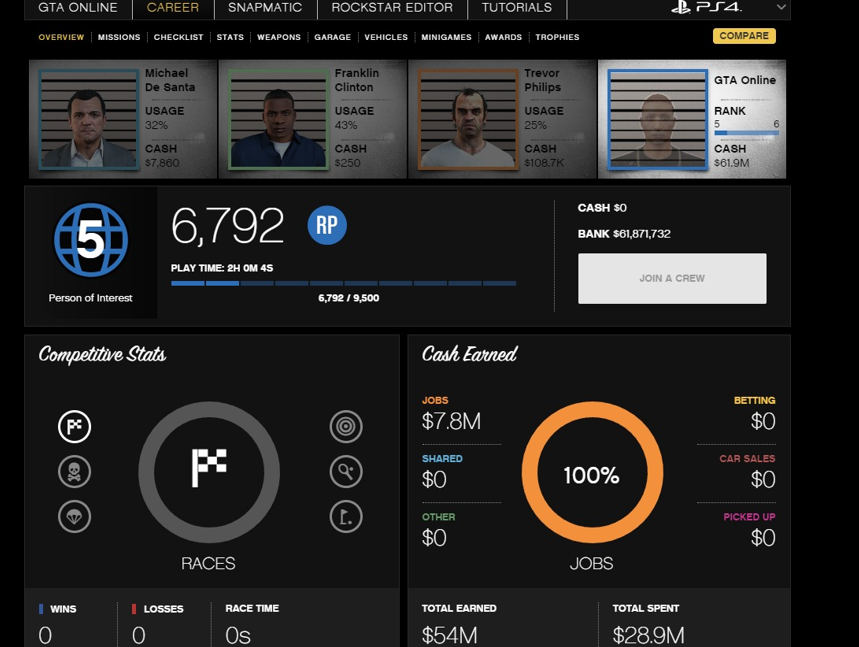 GTA ONLINE CAREER SNAPMATIC ROCKSTAR EDITOR TUTORIALS PS4.
OVERVIEW MISSIONS CHECKLIST STATS WEAPONS GARAGE VEHICLES MINIGAMES AWARDS TROPHIES COMPARE
Michael
De Santa
USAGE
32%
CASH
$7,860
Franklin
Clinton
USAGE
43%
CASH
$250
Trevor
Philips
USAGE
25%
CASH
$108.7K
GTA Online
RANK
5 6
CASH
$61.9M
5
Person of Interest
6,792 RP
PLAY TIME: 2H 0M 4S
6,792 / 9,500
CASH $0
BANK $61,871,732
JOIN A CREW
Competitive Stats
RACES
WINS LOSSES RACE TIME
0 0 0s
Cash Earned
JOBS
$7.8M
SHARED
$0
OTHER
$0
100%
JOBS
BETTING
$0
CAR SALES
$0
PICKED UP
$0
TOTAL EARNED TOTAL SPENT
$54M $28.9M